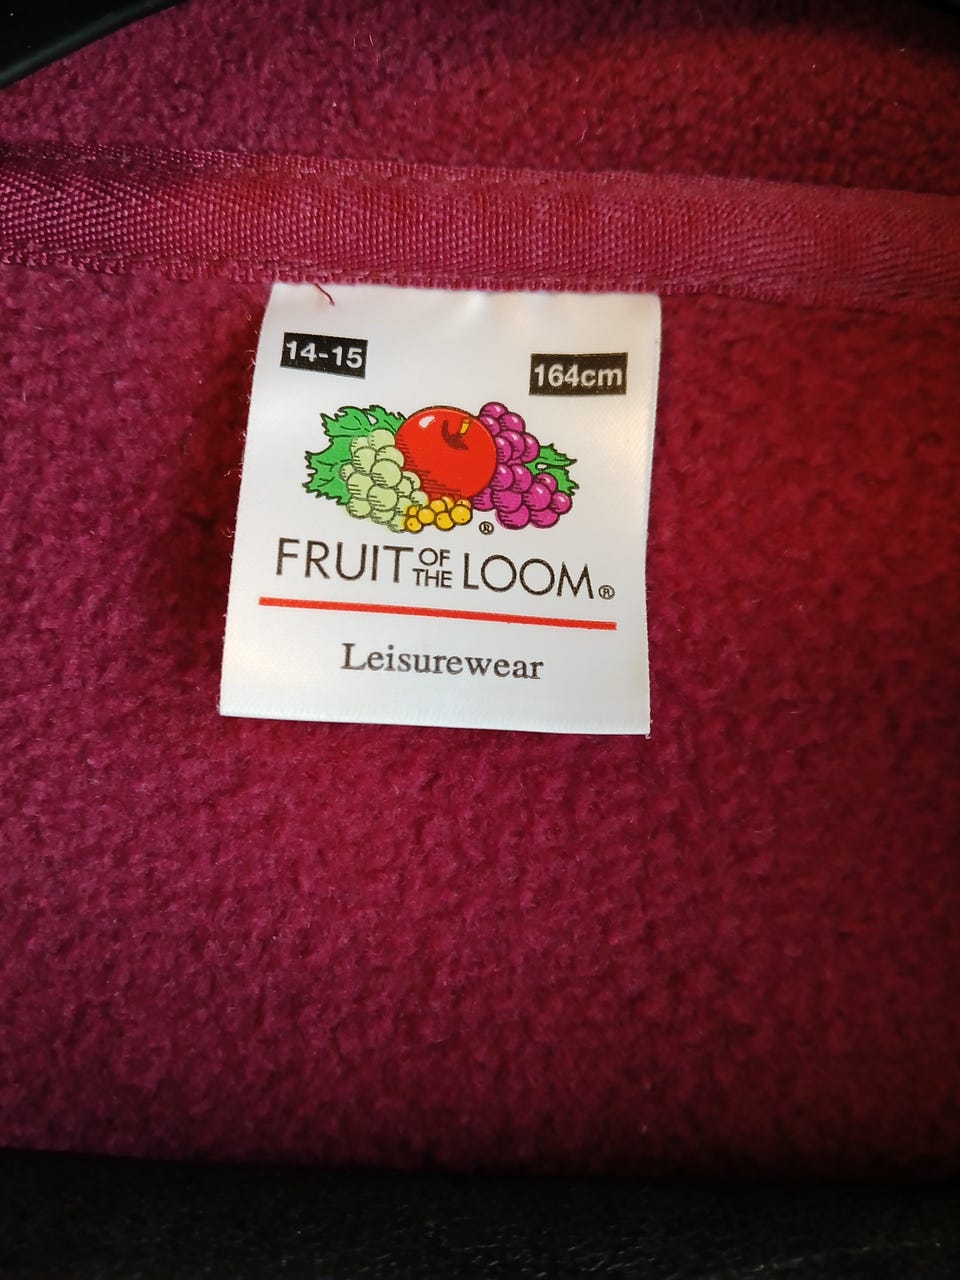 14-15
164cm
®
FRUIT OF THE LOOM®
Leisurewear